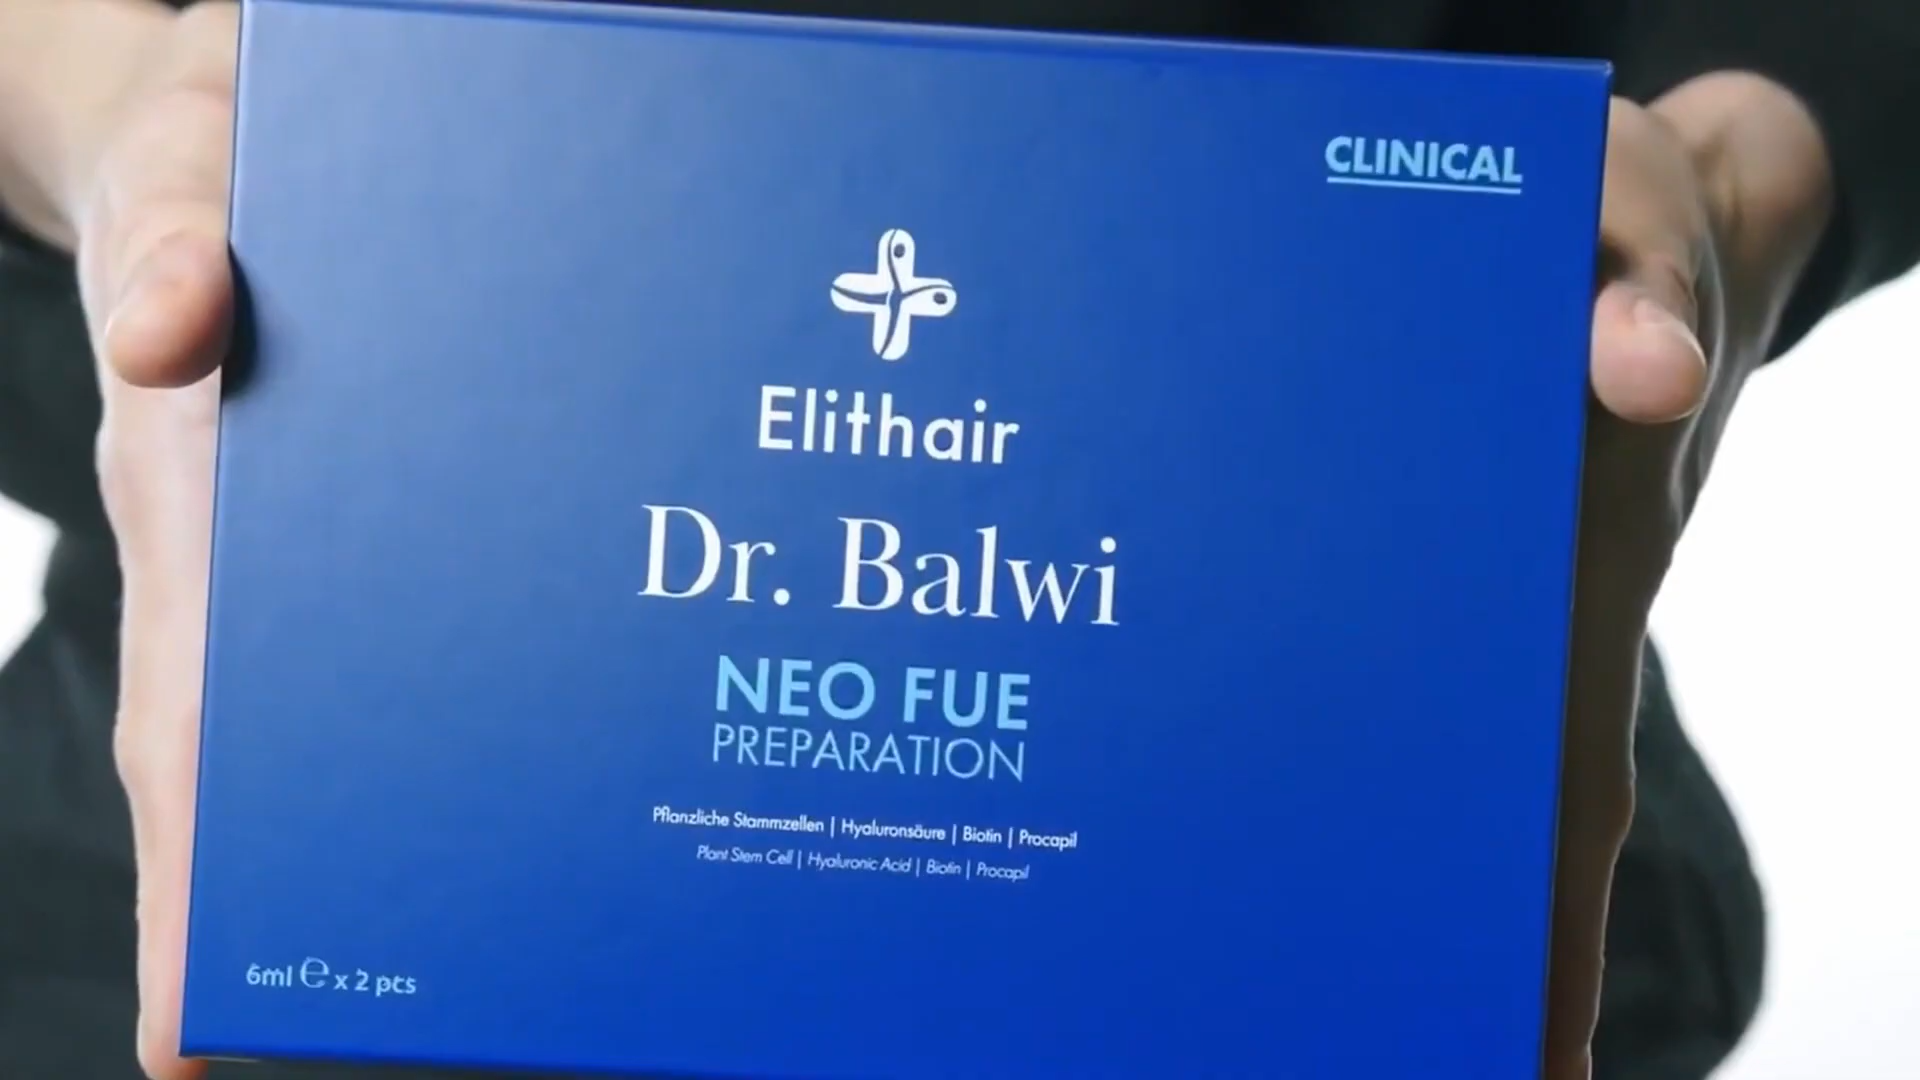 CLINICAL
Elithair
Dr. Balwi
NEO FUE
PREPARATION
Pflanzliche Stammzellen | Hyaluronsäure | Biotin | Procapil
Plant Stem Cell | Hyaluronic Acid | Biotin | Procapil
6ml ℮ x 2 pcs